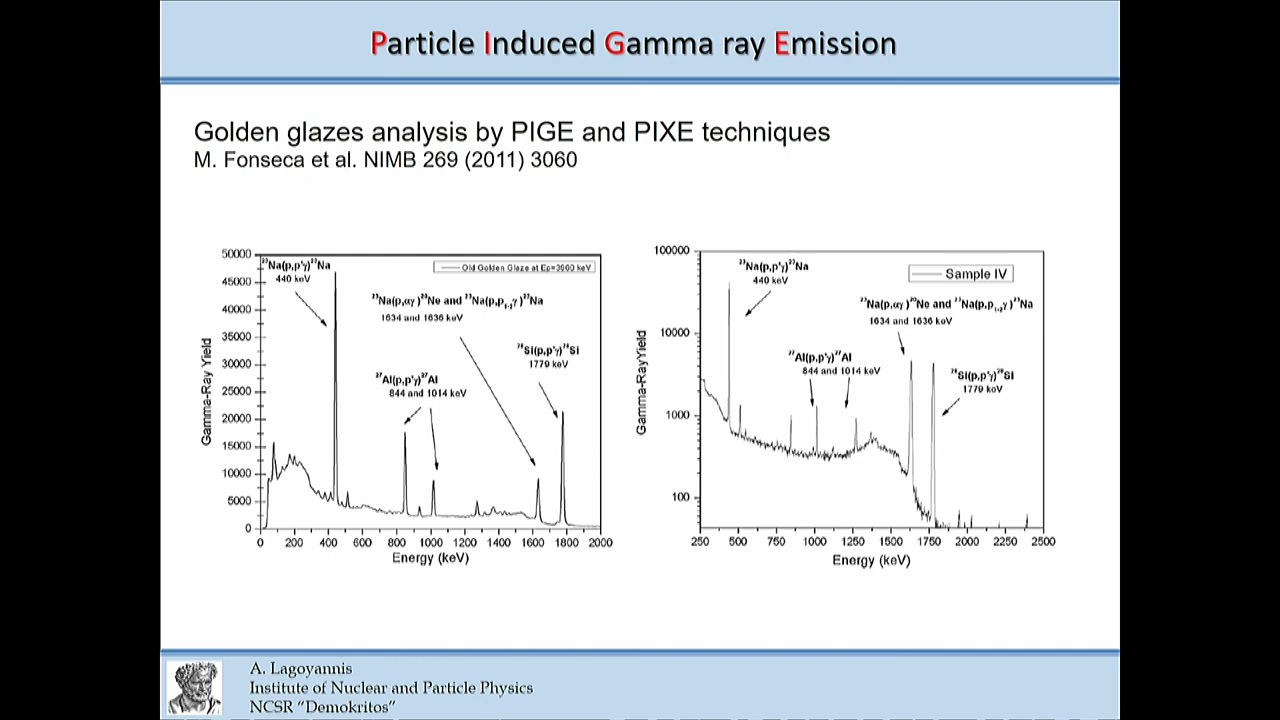 Particle Induced Gamma ray Emission
Golden glazes analysis by PIGE and PIXE techniques
M. Fonseca et al. NIMB 269 (2011) 3060
50000
45000
40000
35000
30000
25000
20000
15000
10000
5000
0
Gamma-Ray Yield
²³Na(p,p'γ)²³Na
440 keV
Old Golden Glaze at Ep=3900 keV
²³Na(p,αγ)²⁰Ne and ²³Na(p,p₁₋₂γ)²³Na
1634 and 1636 keV
²⁸Si(p,p'γ)²⁸Si
1779 keV
²⁷Al(p,p'γ)²⁷Al
844 and 1014 keV
0 200 400 600 800 1000 1200 1400 1600 1800 2000
Energy (keV)
100000
10000
1000
100
Gamma-RayYield
²³Na(p,p'γ)²³Na
440 keV
Sample IV
²³Na(p,αγ)²⁰Ne and ²³Na(p,p₁₋₂γ)²³Na
1634 and 1636 keV
²⁷Al(p,p'γ)²⁷Al
844 and 1014 keV
²⁸Si(p,p'γ)²⁸Si
1779 keV
250 500 750 1000 1250 1500 1750 2000 2250 2500
Energy (keV)
A. Lagoyannis
Institute of Nuclear and Particle Physics
NCSR "Demokritos"